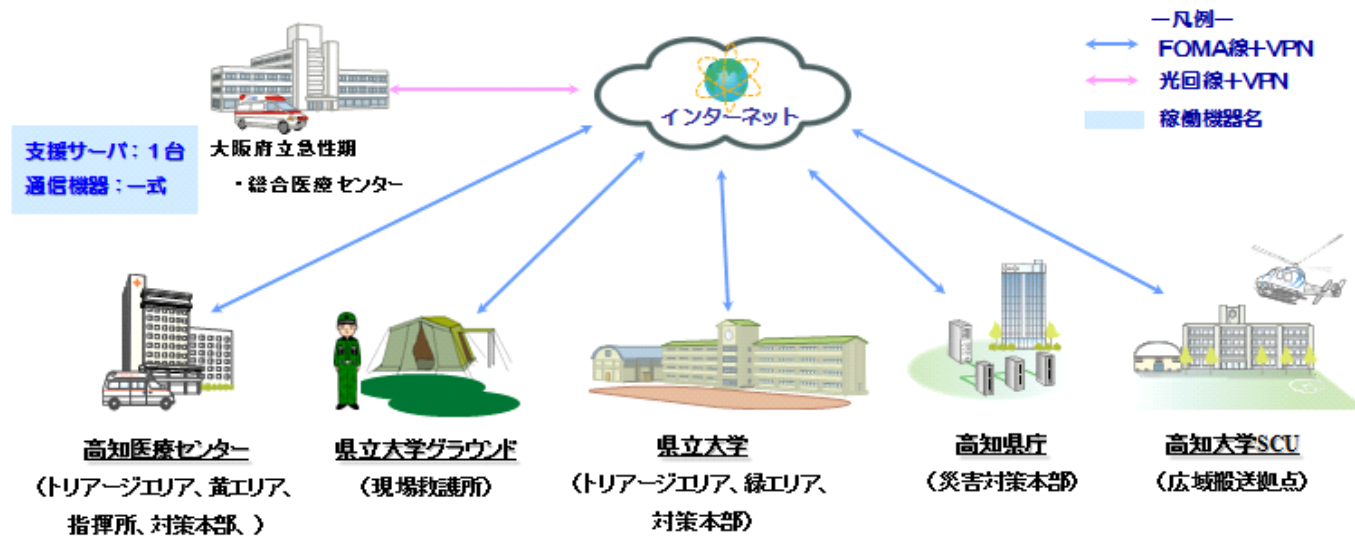 ―凡例―
FOMA線+VPN
光回線+VPN
稼働機器名
インターネット
支援サーバ：1台
通信機器：一式
大阪府立急性期
・総合医療センター
高知医療センター
（トリアージエリア、黄エリア、
指揮所、対策本部、）
県立大学グラウンド
（現場救護所）
県立大学
（トリアージエリア、緑エリア、
対策本部）
高知県庁
（災害対策本部）
高知大学SCU
（広域搬送拠点）